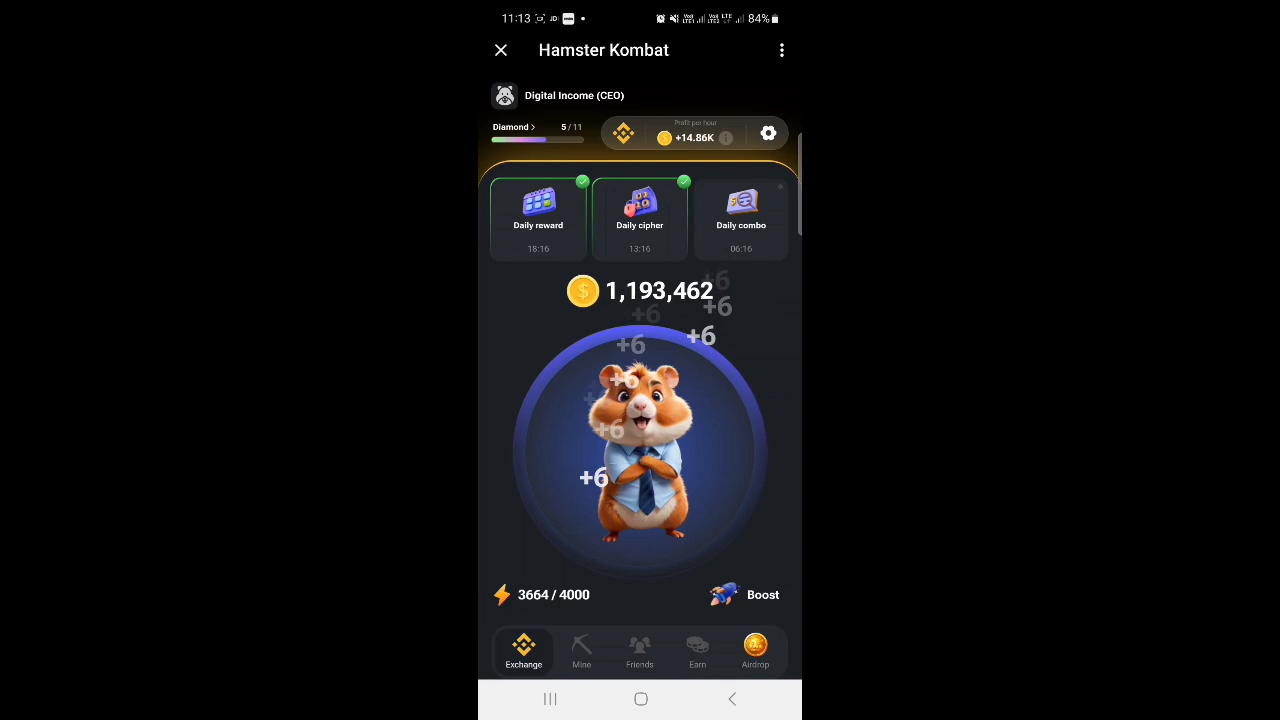 11:13 84%
Hamster Kombat
Digital Income (CEO)
Diamond > 5 / 11
Profit per hour
+14.86K
Daily reward
18:16
Daily cipher
13:16
Daily combo
06:16
1,193,462
+6
+6
+6
+6
+6
+6
+6
+6
3664 / 4000
Boost
Exchange
Mine
Friends
Earn
Airdrop